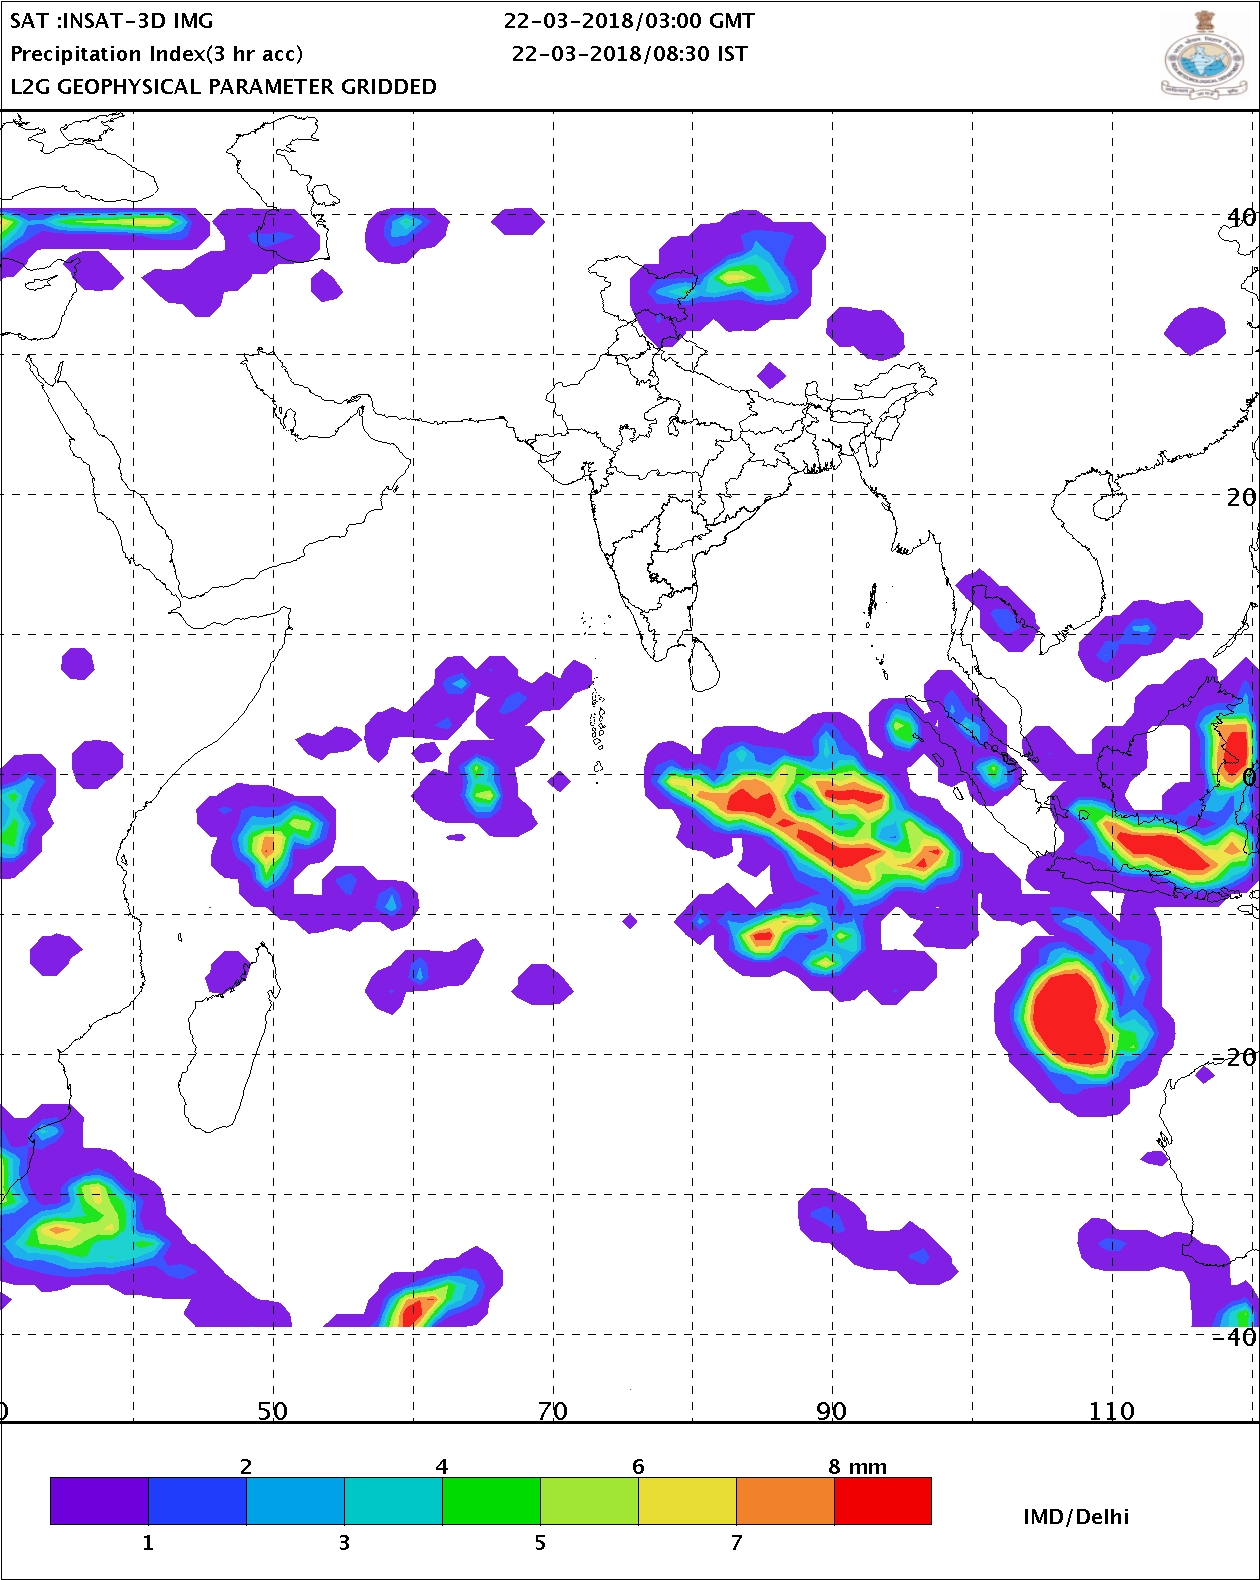 SAT :INSAT-3D IMG
22-03-2018/03:00 GMT
Precipitation Index(3 hr acc)
22-03-2018/08:30 IST
L2G GEOPHYSICAL PARAMETER GRIDDED
40
20
0
-20
-40
0 50 70 90 110
2 4 6 8 mm
1 3 5 7
IMD/Delhi